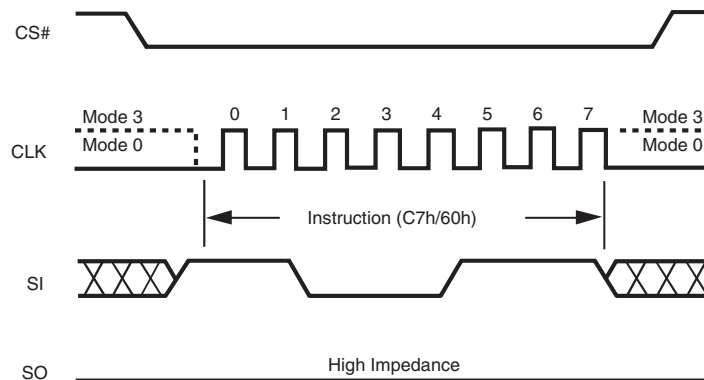 CS#
Mode 3
0 1 2 3 4 5 6 7
Mode 3
CLK
Mode 0
Mode 0
Instruction (C7h/60h)
SI
SO
High Impedance